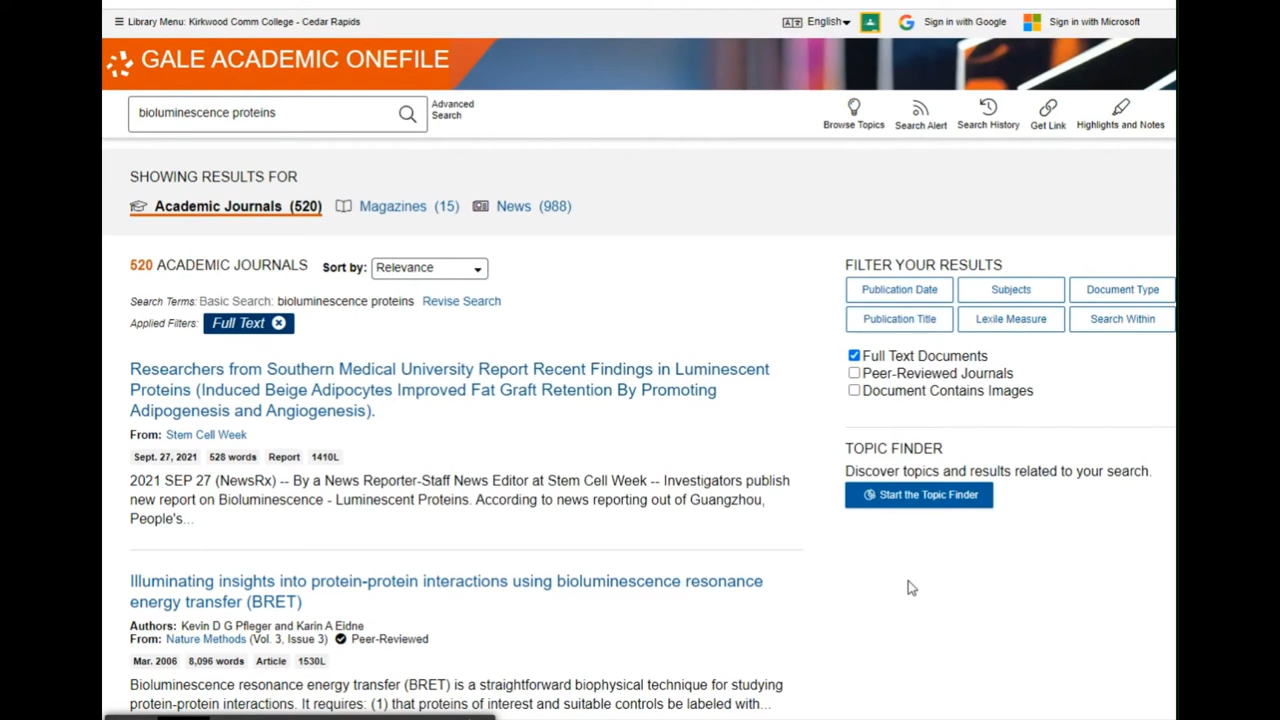 Library Menu: Kirkwood Comm College - Cedar Rapids English Sign in with Google Sign in with Microsoft
GALE ACADEMIC ONEFILE
bioluminescence proteins
Advanced
Search
Browse Topics Search Alert Search History Get Link Highlights and Notes
SHOWING RESULTS FOR
Academic Journals (520) Magazines (15) News (988)
520 ACADEMIC JOURNALS Sort by: Relevance
Search Terms: Basic Search: bioluminescence proteins Revise Search
Applied Filters: Full Text
Researchers from Southern Medical University Report Recent Findings in Luminescent
Proteins (Induced Beige Adipocytes Improved Fat Graft Retention By Promoting
Adipogenesis and Angiogenesis).
From: Stem Cell Week
Sept. 27, 2021 528 words Report 1410L
2021 SEP 27 (NewsRx) -- By a News Reporter-Staff News Editor at Stem Cell Week -- Investigators publish
new report on Bioluminescence - Luminescent Proteins. According to news reporting out of Guangzhou,
People's...
Illuminating insights into protein-protein interactions using bioluminescence resonance
energy transfer (BRET)
Authors: Kevin D G Pfleger and Karin A Eidne
From: Nature Methods (Vol. 3, Issue 3) Peer-Reviewed
Mar. 2006 8,096 words Article 1530L
Bioluminescence resonance energy transfer (BRET) is a straightforward biophysical technique for studying
protein-protein interactions. It requires: (1) that proteins of interest and suitable controls be labeled with...
FILTER YOUR RESULTS
Publication Date Subjects Document Type
Publication Title Lexile Measure Search Within
Full Text Documents
Peer-Reviewed Journals
Document Contains Images
TOPIC FINDER
Discover topics and results related to your search.
Start the Topic Finder